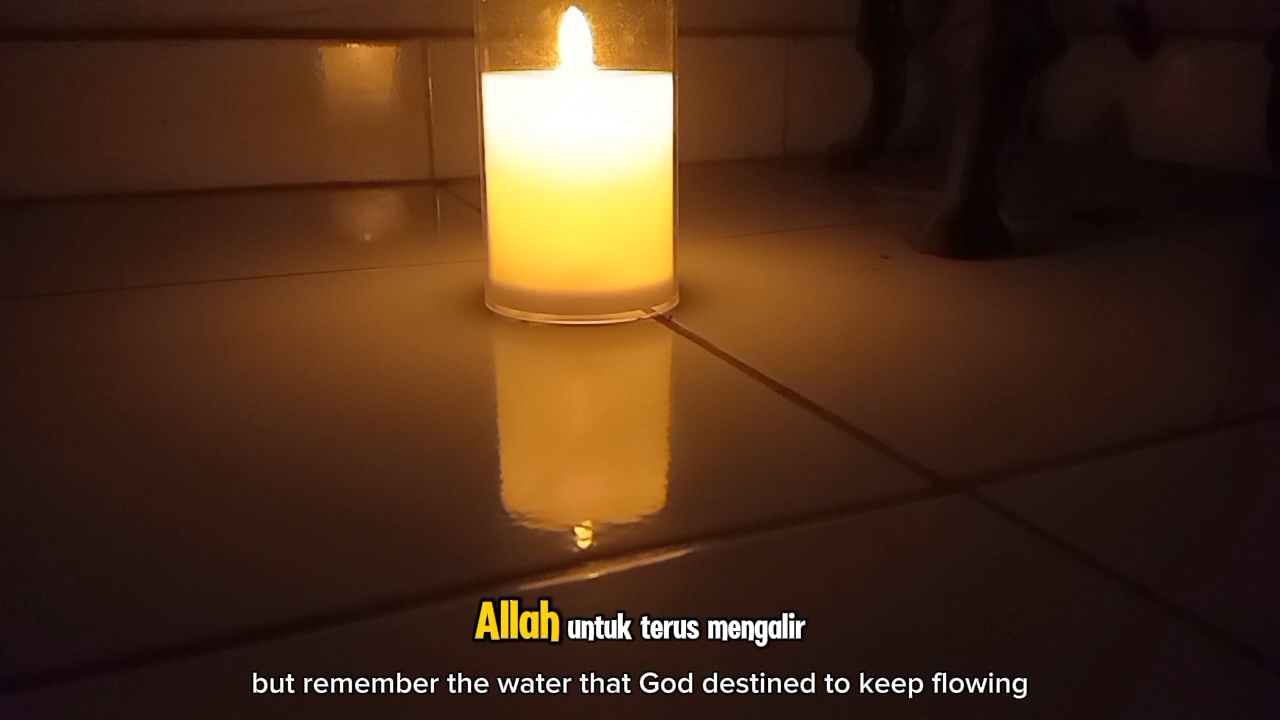 Allah untuk terus mengalir
but remember the water that God destined to keep flowing